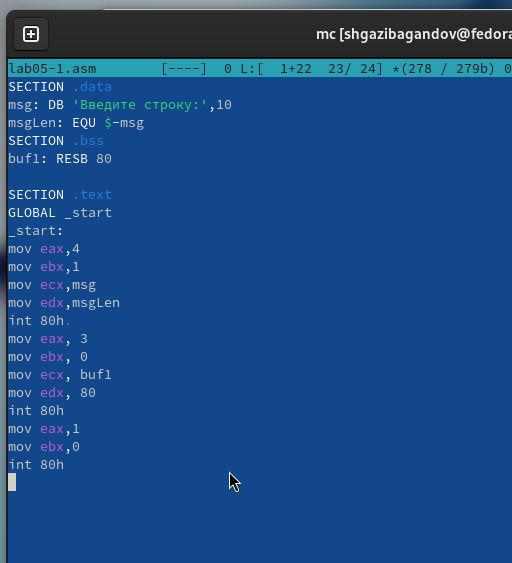 mc [shgazibagandov@fedora
lab05-1.asm [----] 0 L:[ 1+22 23/ 24] *(278 / 279b) 0
SECTION .data
msg: DB 'Введите строку:',10
msgLen: EQU $-msg
SECTION .bss
buf1: RESB 80
SECTION .text
GLOBAL _start
_start:
mov eax,4
mov ebx,1
mov ecx,msg
mov edx,msgLen
int 80h
mov eax, 3
mov ebx, 0
mov ecx, buf1
mov edx, 80
int 80h
mov eax,1
mov ebx,0
int 80h